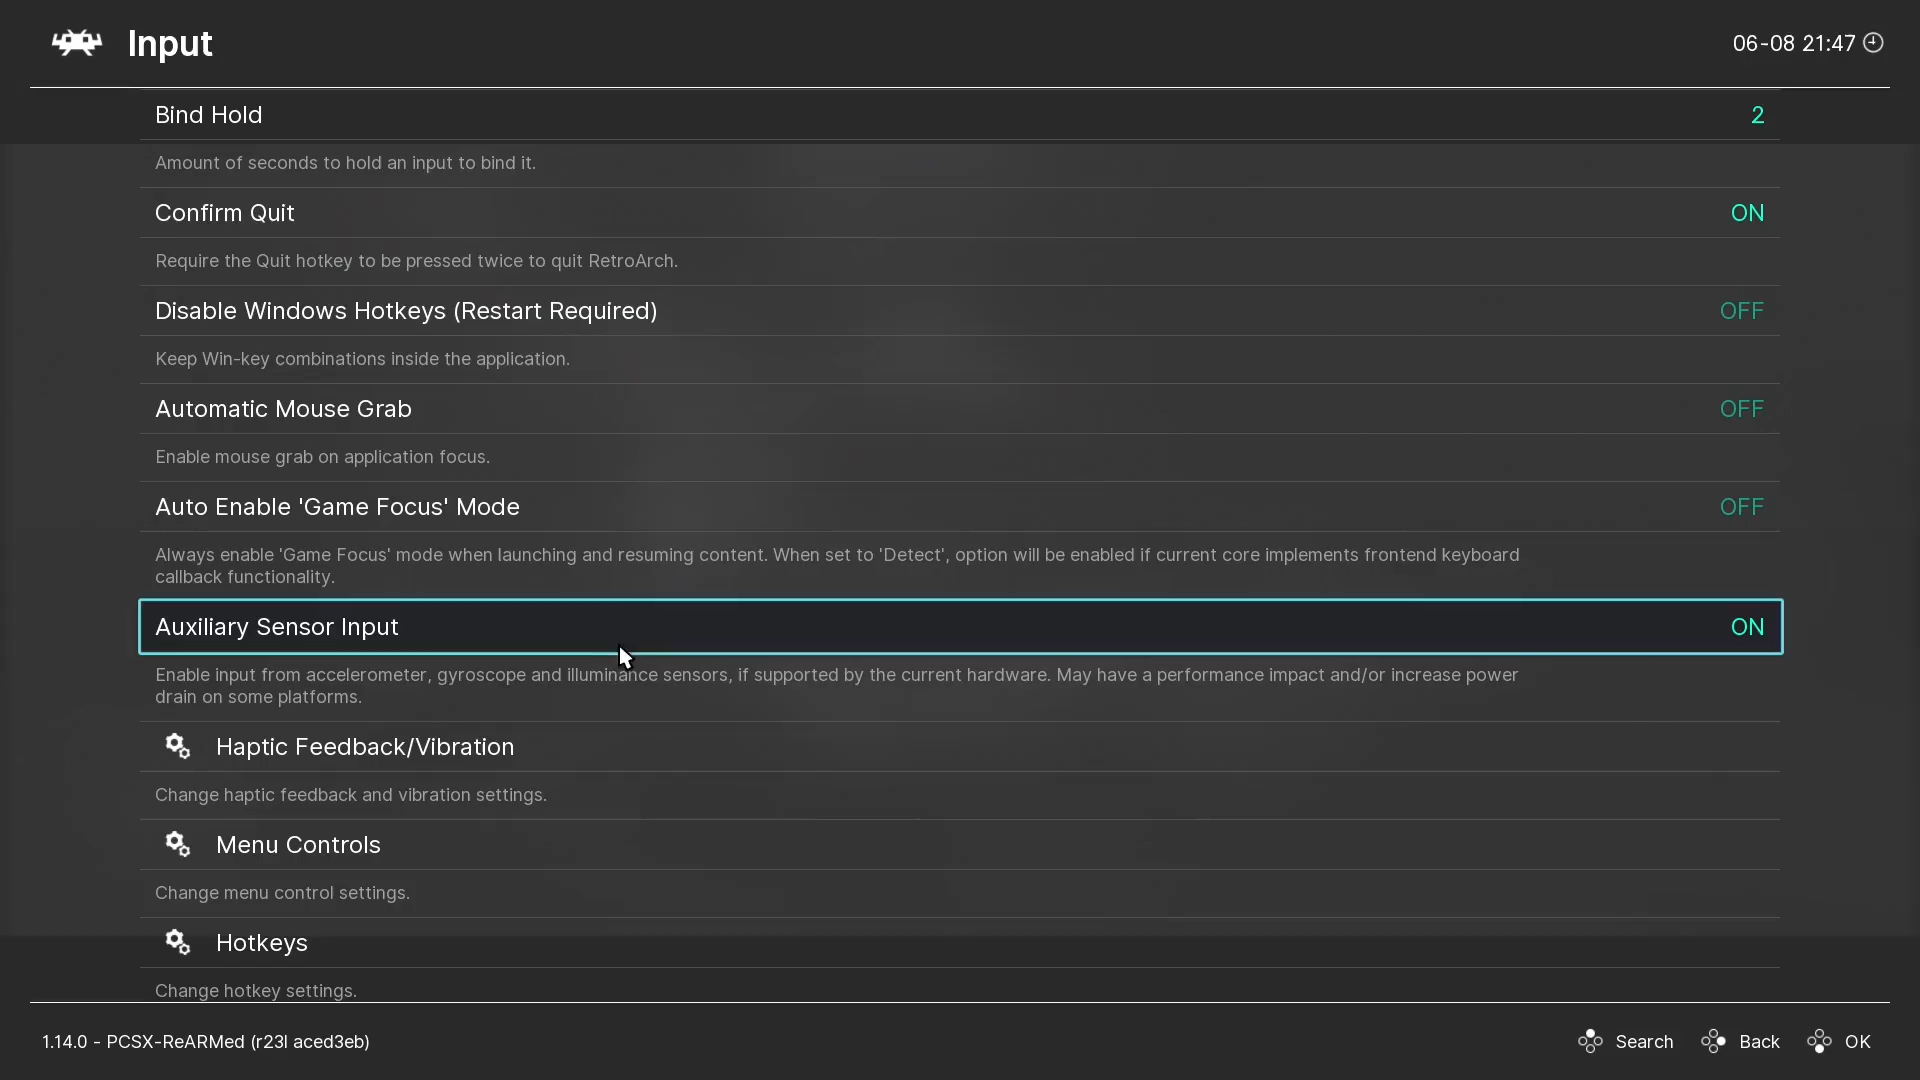 Input
06-08 21:47
Bind Hold 2
Amount of seconds to hold an input to bind it.
Confirm Quit ON
Require the Quit hotkey to be pressed twice to quit RetroArch.
Disable Windows Hotkeys (Restart Required) OFF
Keep Win-key combinations inside the application.
Automatic Mouse Grab OFF
Enable mouse grab on application focus.
Auto Enable 'Game Focus' Mode OFF
Always enable 'Game Focus' mode when launching and resuming content. When set to 'Detect', option will be enabled if current core implements frontend keyboard
callback functionality.
Auxiliary Sensor Input ON
Enable input from accelerometer, gyroscope and illuminance sensors, if supported by the current hardware. May have a performance impact and/or increase power
drain on some platforms.
Haptic Feedback/Vibration
Change haptic feedback and vibration settings.
Menu Controls
Change menu control settings.
Hotkeys
Change hotkey settings.
1.14.0 - PCSX-ReARMed (r23l aced3eb)
Search Back OK